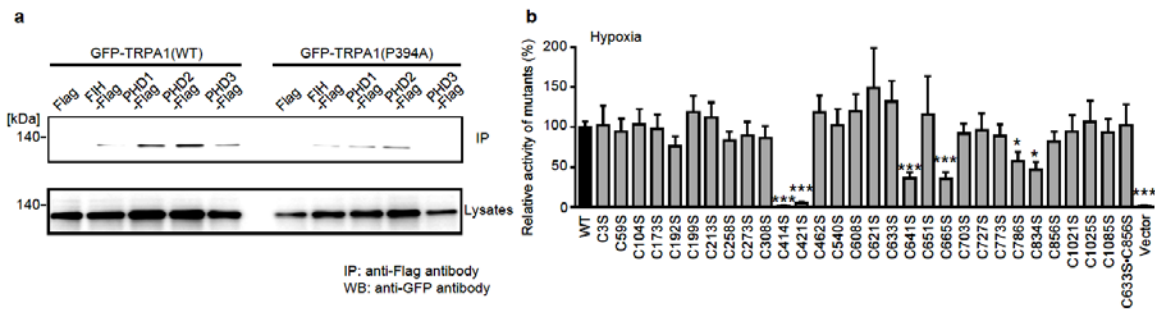 a
GFP-TRPA1(WT)
GFP-TRPA1(P394A)
Flag
FIH
-Flag
PHD1
-Flag
PHD2
-Flag
PHD3
-Flag
Flag
FIH
-Flag
PHD1
-Flag
PHD2
-Flag
PHD3
-Flag
[kDa]
140-
IP
140-
Lysates
IP: anti-Flag antibody
WB: anti-GFP antibody
b
Hypoxia
Relative activity of mutants (%)
200
150
100
50
0
***
***
***
***
*
*
***
WT
C3S
C59S
C104S
C173S
C192S
C199S
C213S
C258S
C273S
C308S
C414S
C421S
C462S
C540S
C608S
C621S
C633S
C641S
C651S
C665S
C703S
C727S
C773S
C786S
C834S
C856S
C1021S
C1025S
C1085S
C633S•C856S
Vector